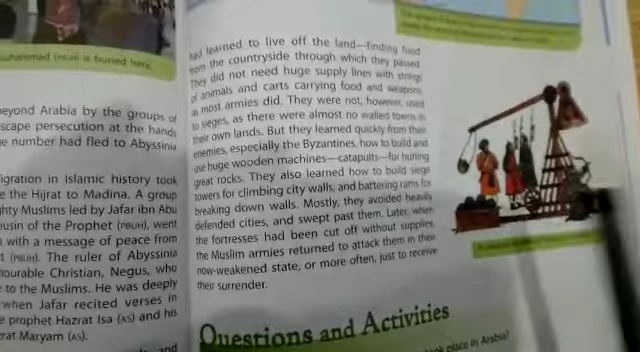 uhammad (PBUH) is buried here.
beyond Arabia by the groups of
scape persecution at the hands
e number had fled to Abyssinia
igration in Islamic history took
e the Hijrat to Madina. A group
ghty Muslims led by Jafar ibn Abu
ousin of the Prophet (PBUH), went
with a message of peace from
t (PBUH). The ruler of Abyssinia
nourable Christian, Negus, who
e to the Muslims. He was deeply
when Jafar recited verses in
e prophet Hazrat Isa (AS) and his
zrat Maryam (AS).
and
had learned to live off the land—finding food
from the countryside through which they passed
They did not need huge supply lines with strings
of animals and carts carrying food and weapons
as most armies did. They were not, however, used
to sieges, as there were almost no walled towns in
their own lands. But they learned quickly from their
enemies, especially the Byzantines, how to build and
use huge wooden machines—catapults—for hurling
great rocks. They also learned how to build siege
towers for climbing city walls, and battering rams for
breaking down walls. Mostly, they avoided heavily
defended cities, and swept past them. Later, when
the fortresses had been cut off without supplies,
the Muslim armies returned to attack them in their
now-weakened state, or more often, just to receive
their surrender.
Questions and Activities
took place in Arabia?